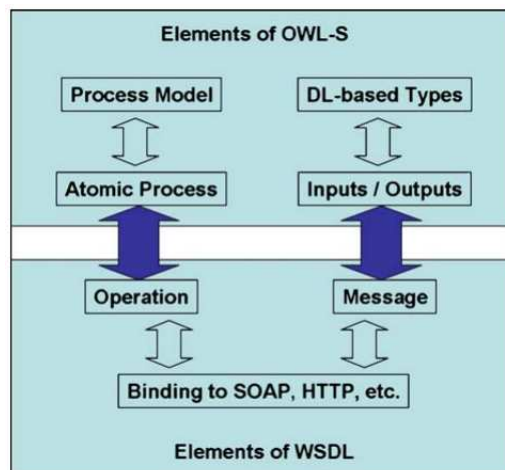 Elements of OWL-S
Process Model
DL-based Types
Atomic Process
Inputs / Outputs
Operation
Message
Binding to SOAP, HTTP, etc.
Elements of WSDL